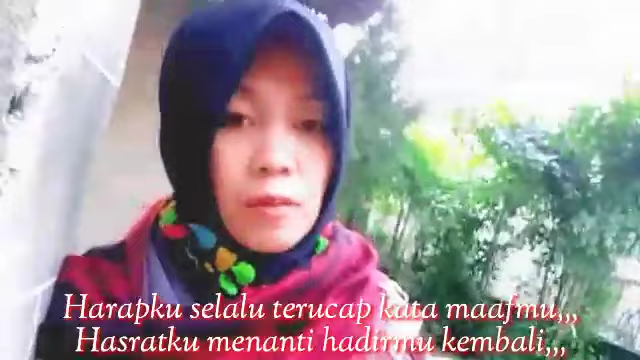 Harapku selalu terucap kata maafmu,,,
Hasratku menanti hadirmu kembali,,,